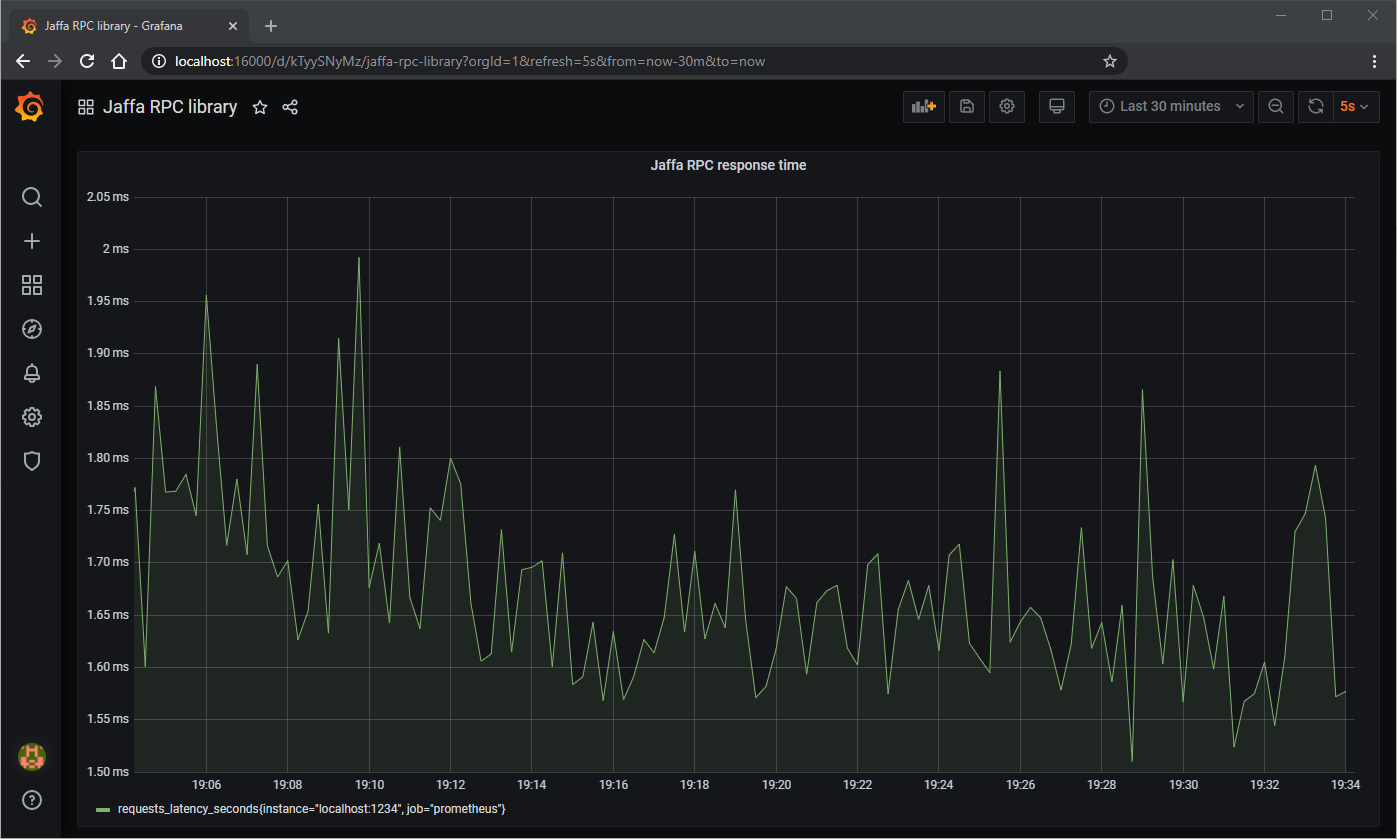 Jaffa RPC library - Grafana
localhost:16000/d/kTyySNyMz/jaffa-rpc-library?orgId=1&refresh=5s&from=now-30m&to=now
Jaffa RPC library
Last 30 minutes
5s
Jaffa RPC response time
2.05 ms
2 ms
1.95 ms
1.90 ms
1.85 ms
1.80 ms
1.75 ms
1.70 ms
1.65 ms
1.60 ms
1.55 ms
1.50 ms
19:06 19:08 19:10 19:12 19:14 19:16 19:18 19:20 19:22 19:24 19:26 19:28 19:30 19:32 19:34
requests_latency_seconds{instance="localhost:1234", job="prometheus"}